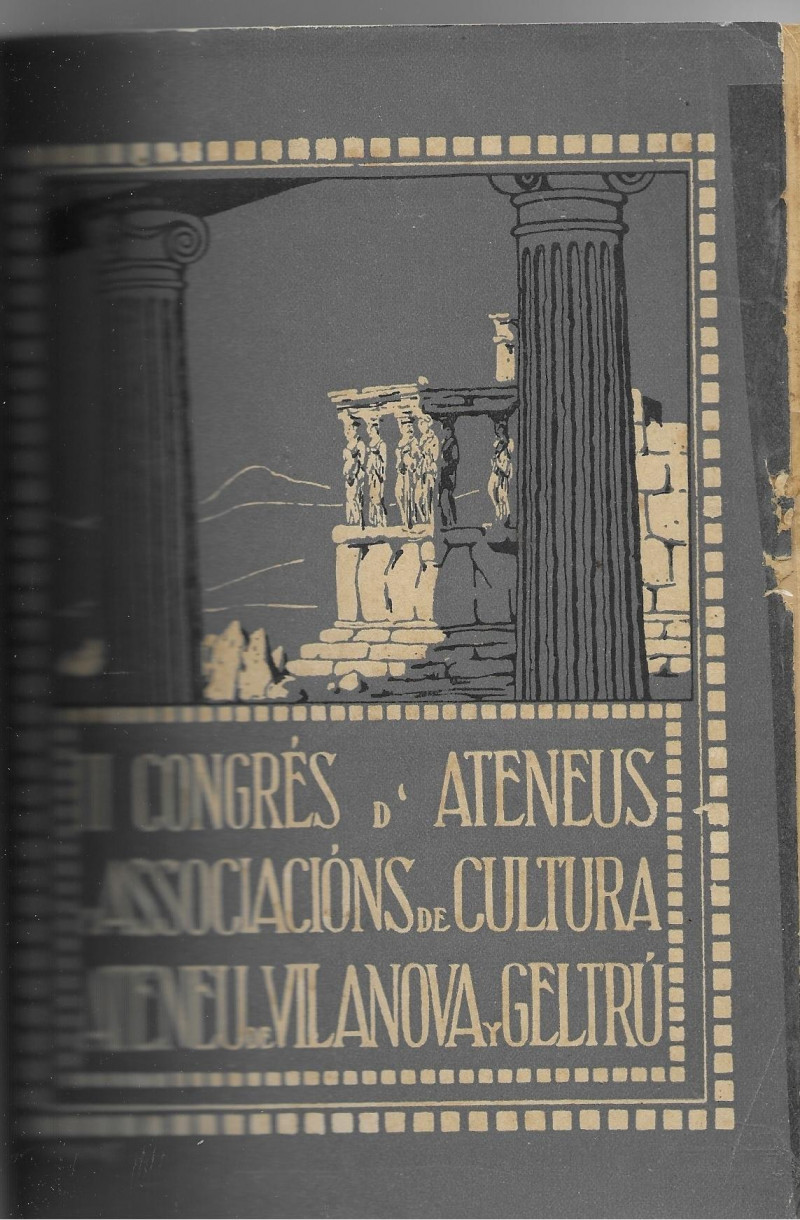 CONGRÉS D' ATENEUS
ASSOCIACIÓNS DE CULTURA
ATENEU DE VILANOVA Y GELTRÚ